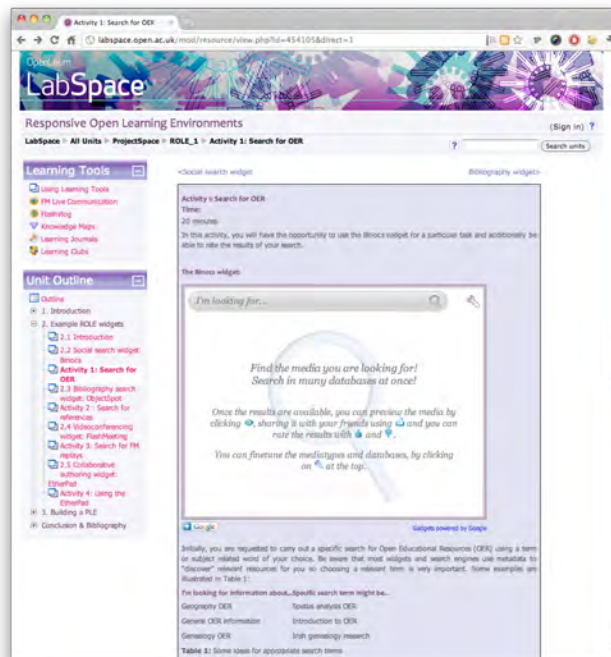 Activity 1: Search for OER
labspace.open.ac.uk/mod/resource/view.php?id=454105&direct=1
OpenLearn
LabSpace
Responsive Open Learning Environments
(Sign in) ?
LabSpace ▹ All Units ▹ ProjectSpace ▹ ROLE_1 ▹ Activity 1: Search for OER
? Search units
Learning Tools
Using Learning Tools
FM Live Communication
FlashVlog
Knowledge Maps
Learning Journals
Learning Clubs
Unit Outline
Outline
1. Introduction
2. Example ROLE widgets
2.1 Introduction
2.2 Social search widget:
Binocs
Activity 1: Search for
OER
2.3 Bibliography search
widget: ObjectSpot
Activity 2 : Search for
references
2.4 Videoconferencing
widget: FlashMeeting
Activity 3: Search for FM
replays
2.5 Collaborative
authoring widget:
EtherPad
Activity 4: Using the
EtherPad
3. Building a PLE
Conclusion & Bibliography
<Social search widget
Bibliography widget>
Activity 1: Search for OER
Time:
20 minutes
In this activity, you will have the opportunity to use the Binocs widget for a particular task and additionally be
able to rate the results of your search.
The Binocs widget:
I'm looking for...
Find the media you are looking for!
Search in many databases at once!
Once the results are available, you can preview the media by
clicking , sharing it with your friends using and you can
rate the results with and .
You can finetune the mediatypes and databases, by clicking
on at the top.
Google
Gadgets powered by Google
Initially, you are requested to carry out a specific search for Open Educational Resources (OER) using a term
or subject related word of your choice. Be aware that most widgets and search engines use metadata to
"discover" relevant resources for you so choosing a relevant term is very important. Some examples are
illustrated in Table 1:
I'm looking for information about... Specific search term might be...
Geography OER Spatial analysis OER
General OER information Introduction to OER
Genealogy OER Irish genealogy research
Table 1: Some ideas for appropriate search items